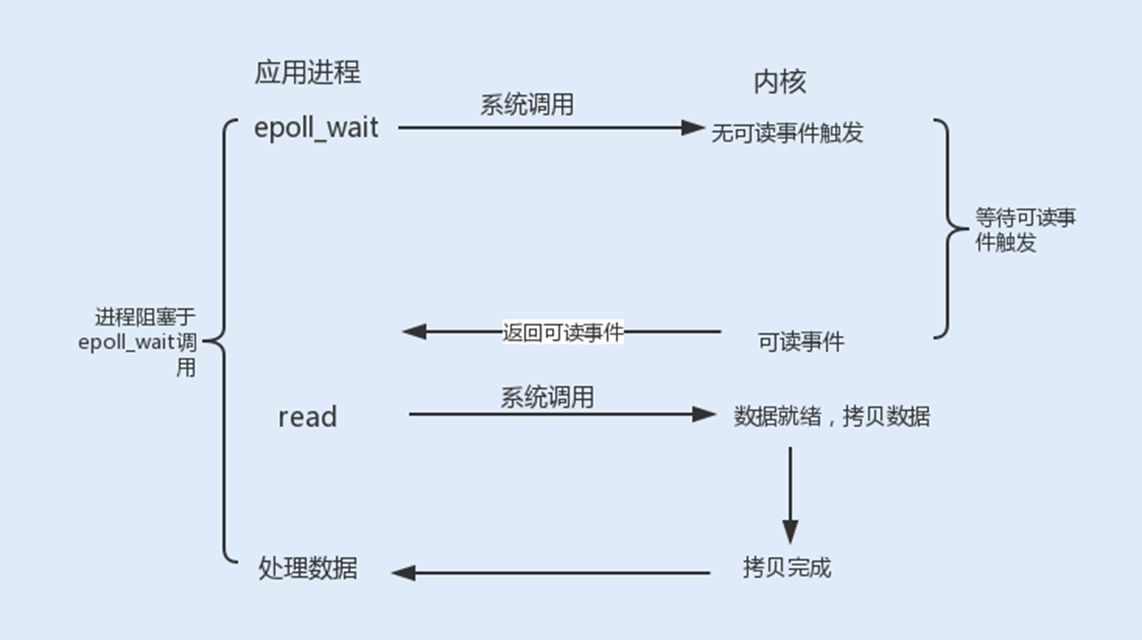 应用进程
内核
系统调用
epoll_wait
无可读事件触发
等待可读事
件触发
进程阻塞于
epoll_wait调
用
返回可读事件
可读事件
系统调用
read
数据就绪，拷贝数据
处理数据
拷贝完成